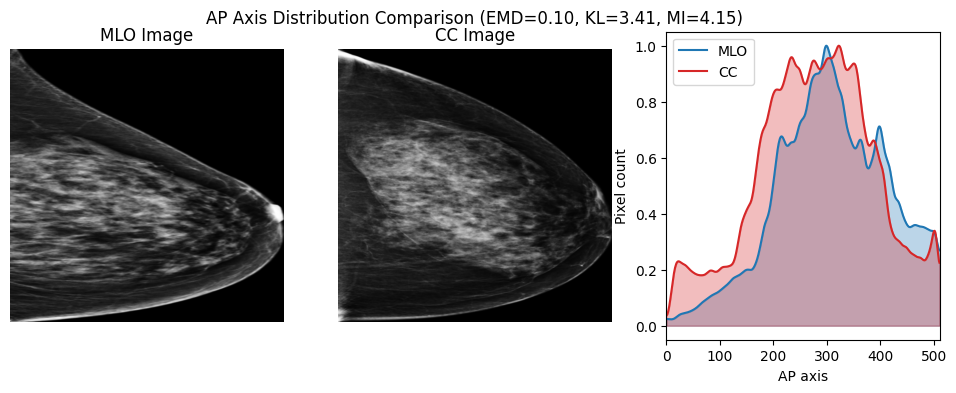 AP Axis Distribution Comparison (EMD=0.10, KL=3.41, MI=4.15)
MLO Image
CC Image
MLO
CC
Pixel count
1.0
0.8
0.6
0.4
0.2
0.0
0 100 200 300 400 500
AP axis